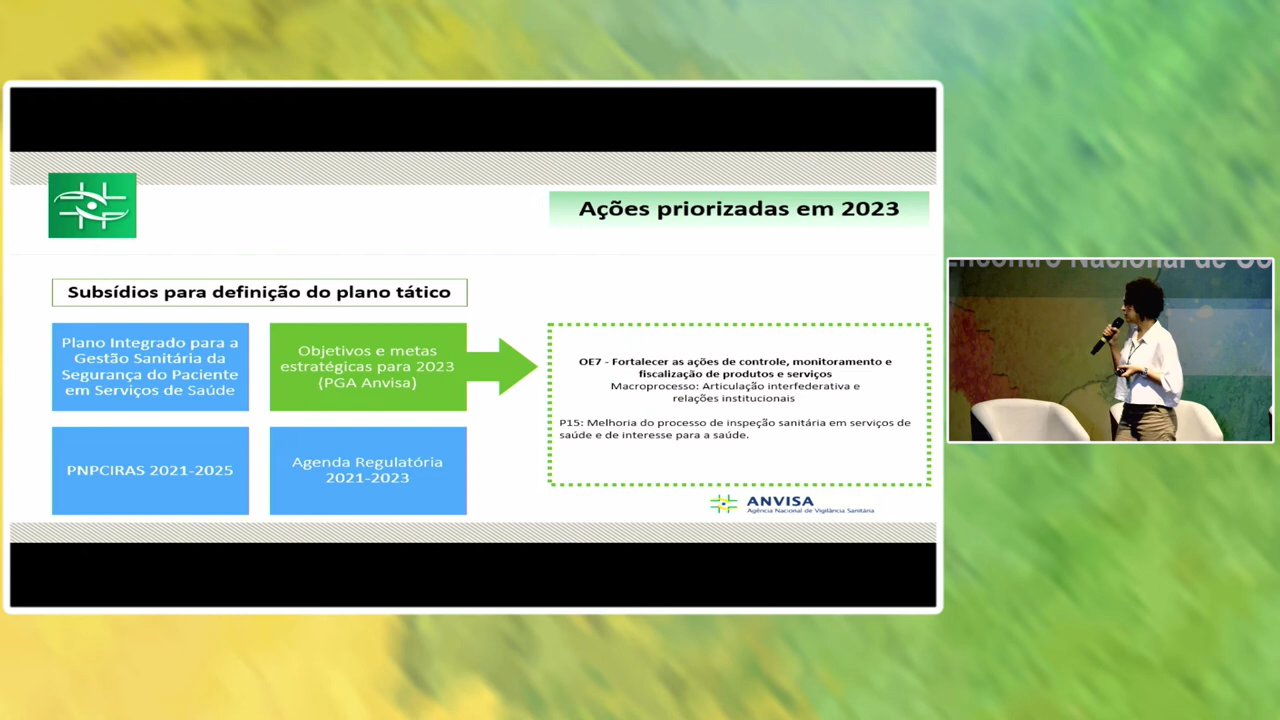 Ações priorizadas em 2023
Subsídios para definição do plano tático
Plano Integrado para a
Gestão Sanitária da
Segurança do Paciente
em Serviços de Saúde
Objetivos e metas
estratégicas para 2023
(PGA Anvisa)
PNPCIRAS 2021-2025
Agenda Regulatória
2021-2023
OE7 - Fortalecer as ações de controle, monitoramento e
fiscalização de produtos e serviços
Macroprocesso: Articulação interfederativa e
relações institucionais
P15: Melhoria do processo de inspeção sanitária em serviços de
saúde e de interesse para a saúde.
ANVISA
Agência Nacional de Vigilância Sanitária
Encontro Nacional de